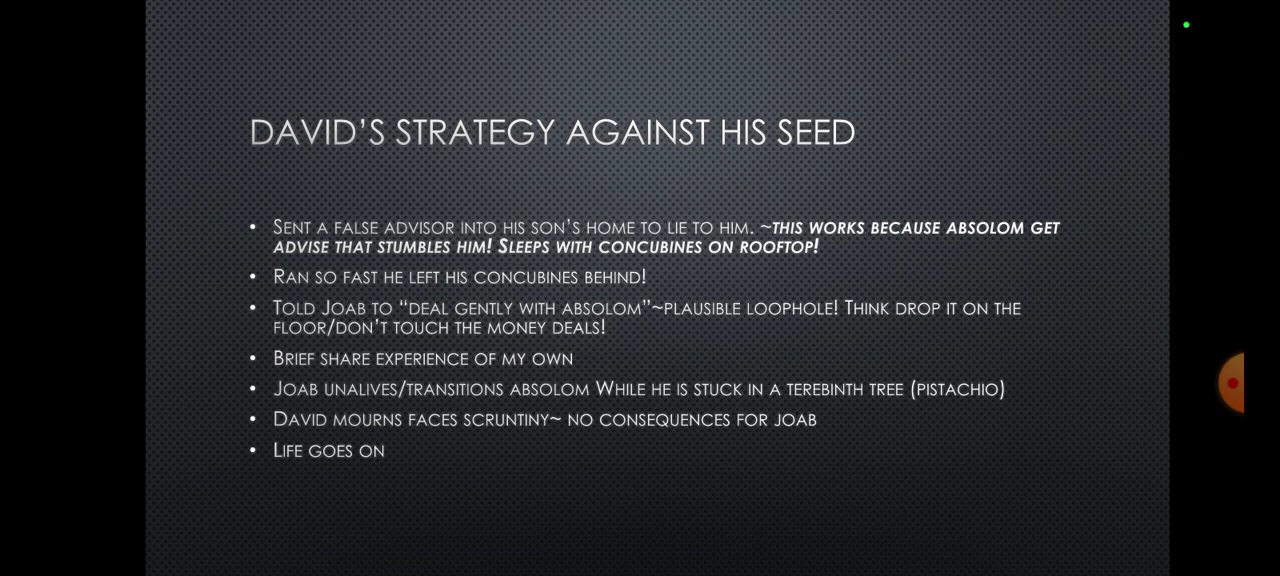 DAVID'S STRATEGY AGAINST HIS SEED
• SENT A FALSE ADVISOR INTO HIS SON'S HOME TO LIE TO HIM. ~THIS WORKS BECAUSE ABSOLOM GET
ADVISE THAT STUMBLES HIM! SLEEPS WITH CONCUBINES ON ROOFTOP!
• RAN SO FAST HE LEFT HIS CONCUBINES BEHIND!
• TOLD JOAB TO “DEAL GENTLY WITH ABSOLOM”~PLAUSIBLE LOOPHOLE! THINK DROP IT ON THE
FLOOR/DON'T TOUCH THE MONEY DEALS!
• BRIEF SHARE EXPERIENCE OF MY OWN
• JOAB UNALIVES/TRANSITIONS ABSOLOM WHILE HE IS STUCK IN A TEREBINTH TREE (PISTACHIO)
• DAVID MOURNS FACES SCRUNTINY~ NO CONSEQUENCES FOR JOAB
• LIFE GOES ON